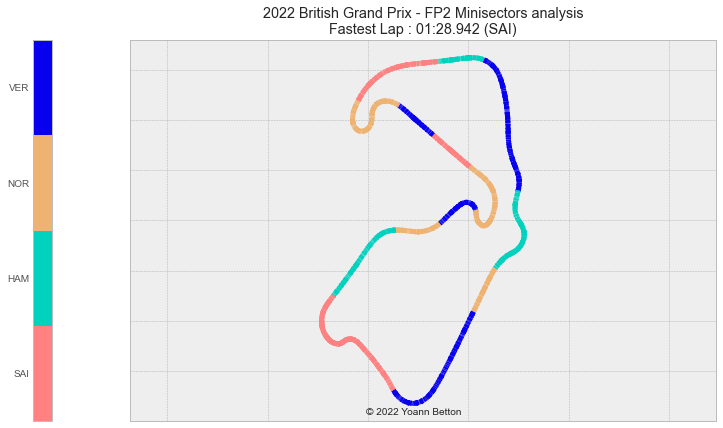 2022 British Grand Prix - FP2 Minisectors analysis
Fastest Lap : 01:28.942 (SAI)
VER
NOR
HAM
SAI
© 2022 Yoann Betton